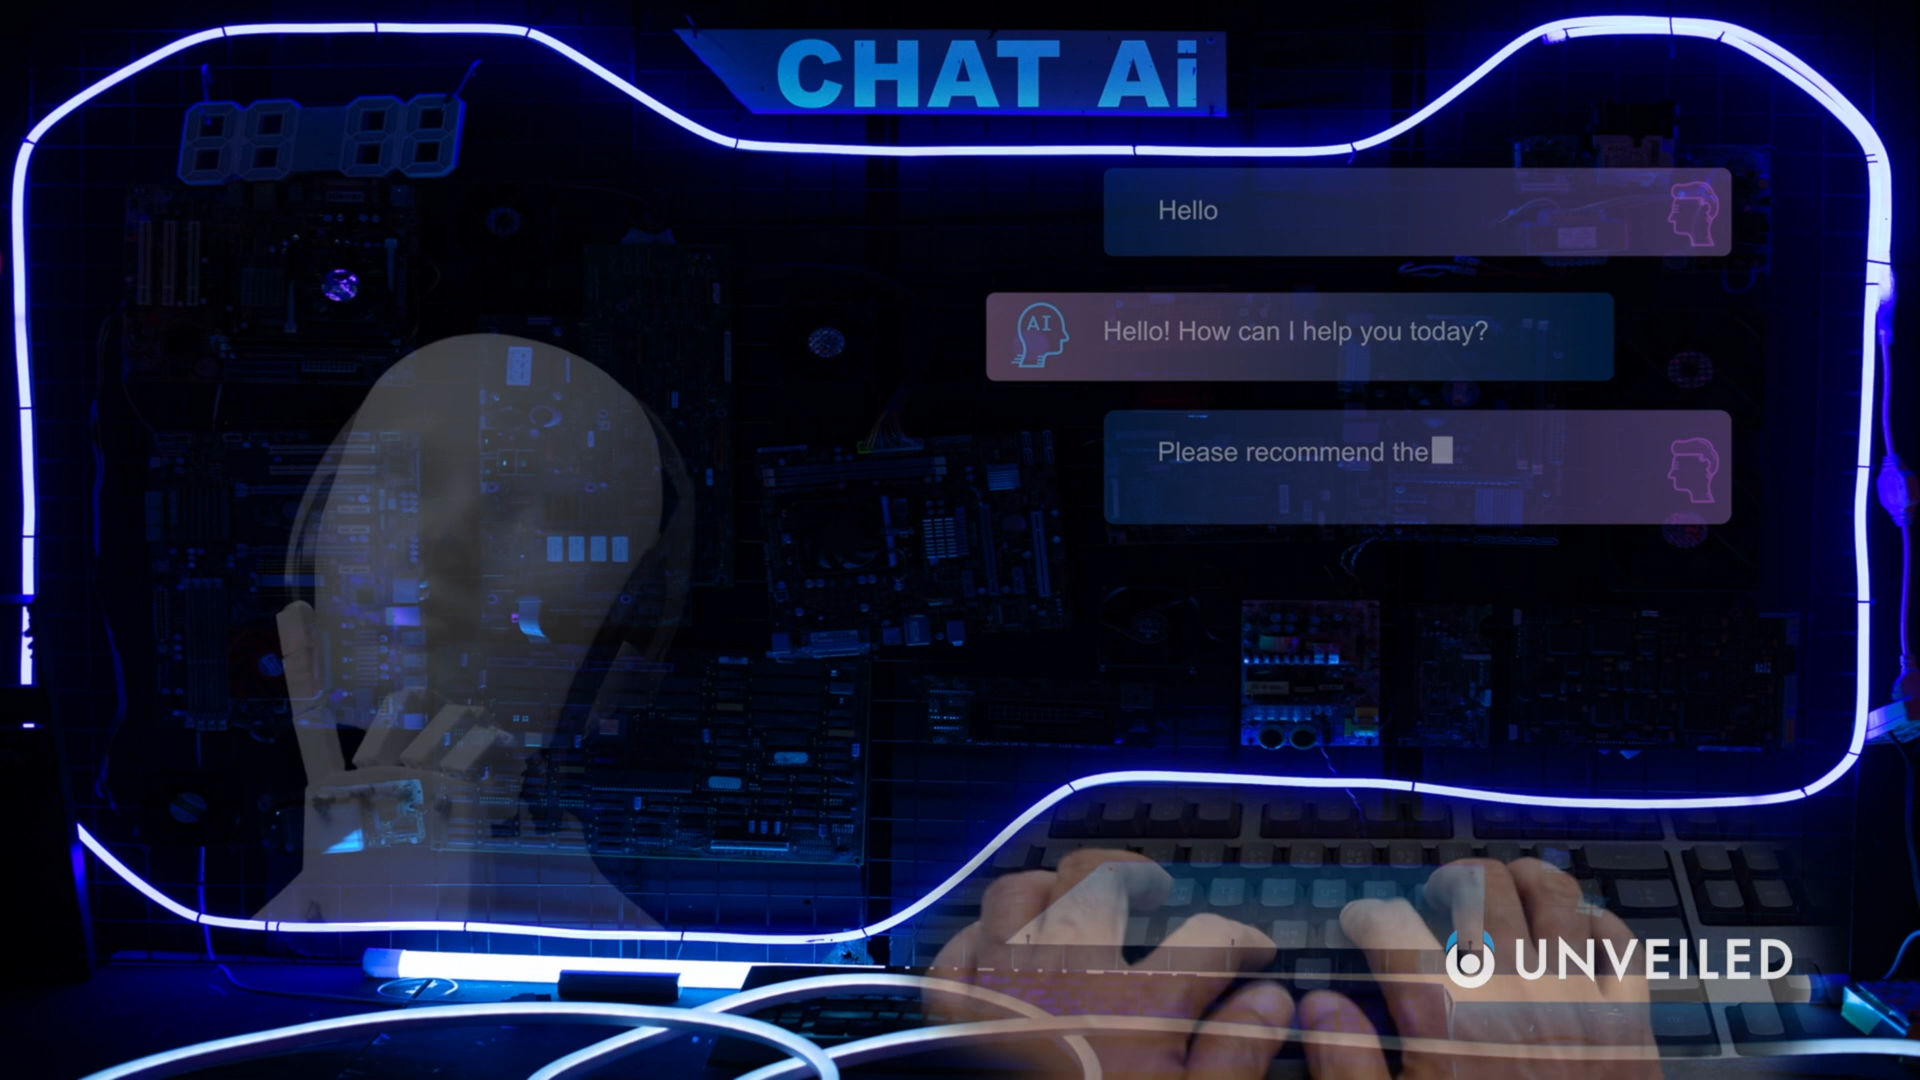 CHAT Ai
Hello
AI
Hello! How can I help you today?
Please recommend the
UNVEILED